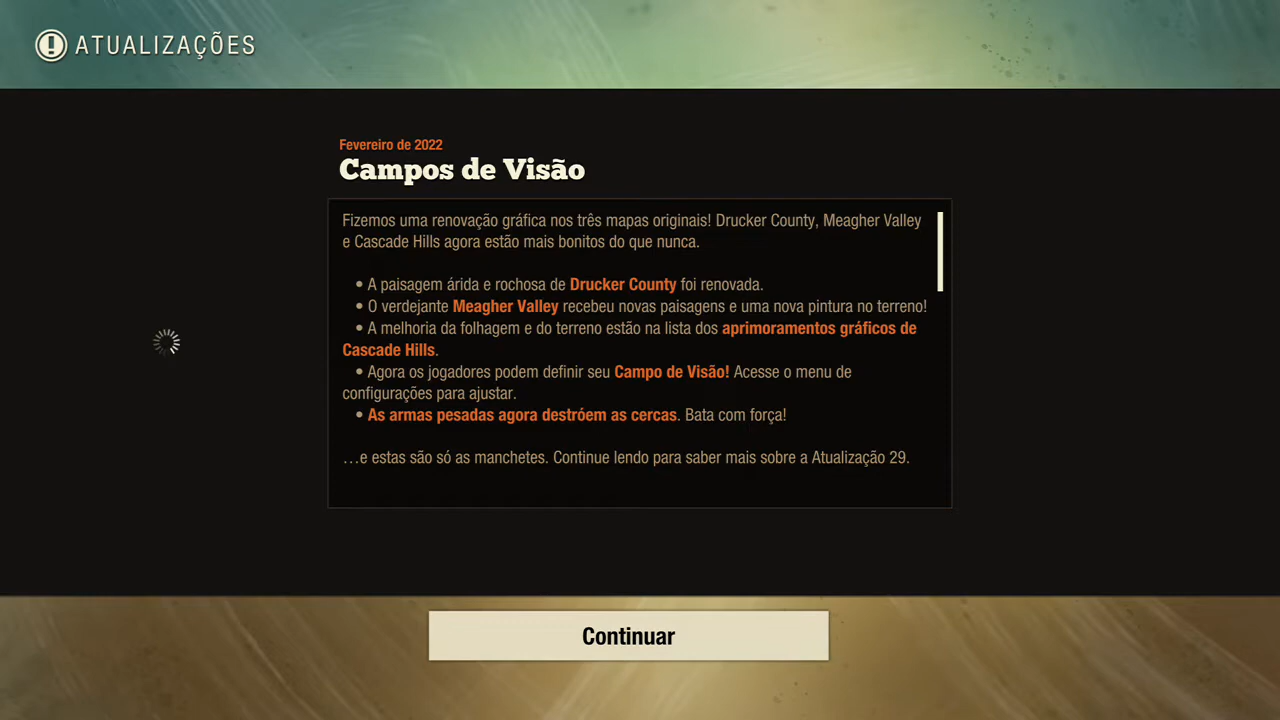 ATUALIZAÇÕES
Fevereiro de 2022
Campos de Visão
Fizemos uma renovação gráfica nos três mapas originais! Drucker County, Meagher Valley
e Cascade Hills agora estão mais bonitos do que nunca.
• A paisagem árida e rochosa de Drucker County foi renovada.
• O verdejante Meagher Valley recebeu novas paisagens e uma nova pintura no terreno!
• A melhoria da folhagem e do terreno estão na lista dos aprimoramentos gráficos de
Cascade Hills.
• Agora os jogadores podem definir seu Campo de Visão! Acesse o menu de
configurações para ajustar.
• As armas pesadas agora destróem as cercas. Bata com força!
…e estas são só as manchetes. Continue lendo para saber mais sobre a Atualização 29.
Continuar